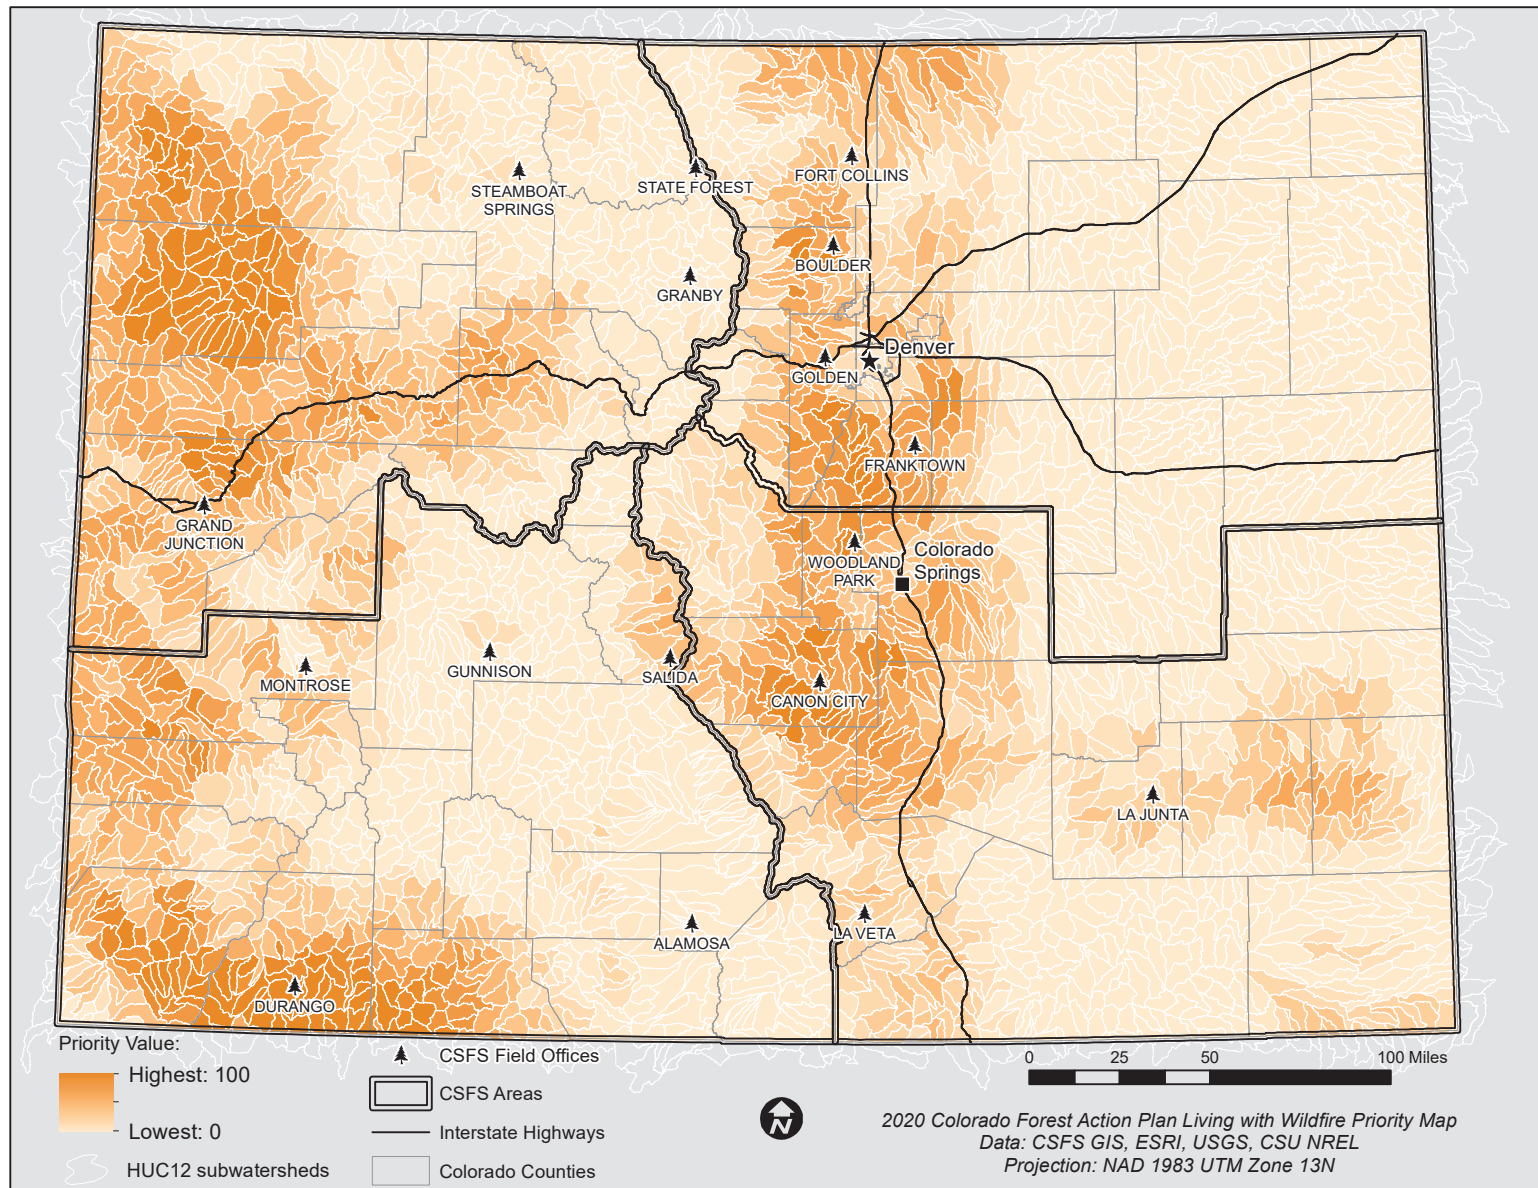 STEAMBOAT
SPRINGS
STATE FOREST
FORT COLLINS
BOULDER
GRANBY
Denver
GOLDEN
FRANKTOWN
GRAND
JUNCTION
WOODLAND
PARK
Colorado
Springs
MONTROSE
GUNNISON
SALIDA
CANON CITY
LA JUNTA
ALAMOSA
LA VETA
DURANGO
Priority Value:
Highest: 100
Lowest: 0
HUC12 subwatersheds
CSFS Field Offices
CSFS Areas
Interstate Highways
Colorado Counties
N
0 25 50 100 Miles
2020 Colorado Forest Action Plan Living with Wildfire Priority Map
Data: CSFS GIS, ESRI, USGS, CSU NREL
Projection: NAD 1983 UTM Zone 13N